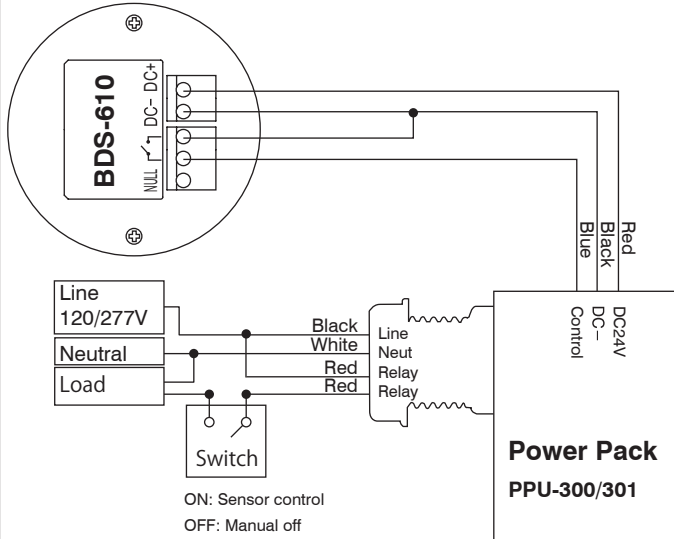 BDS-610
DC+
DC−
NULL
Red
Black
Blue
DC24V
DC−
Control
Line
120/277V
Neutral
Load
Black
White
Red
Red
Line
Neut
Relay
Relay
Switch
ON: Sensor control
OFF: Manual off
Power Pack
PPU-300/301